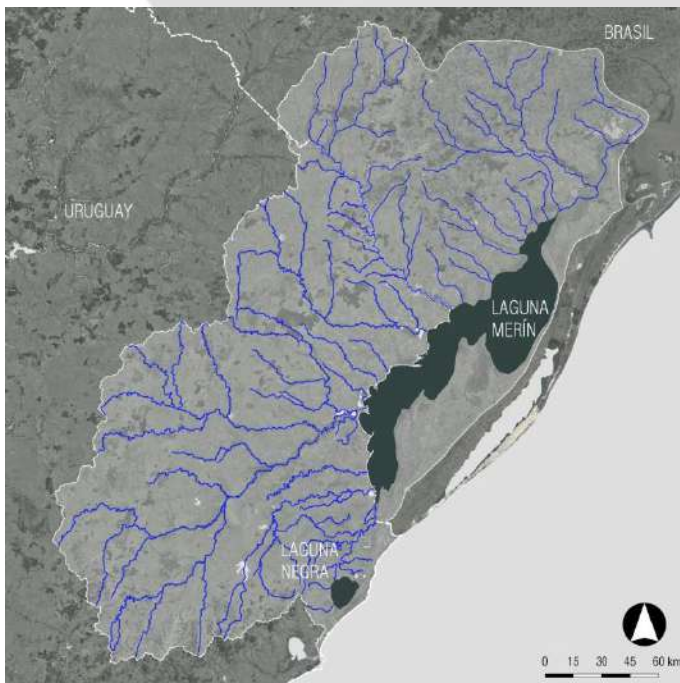 BRASIL
URUGUAY
LAGUNA
MERÍN
LAGUNA
NEGRA
0 15 30 45 60 km